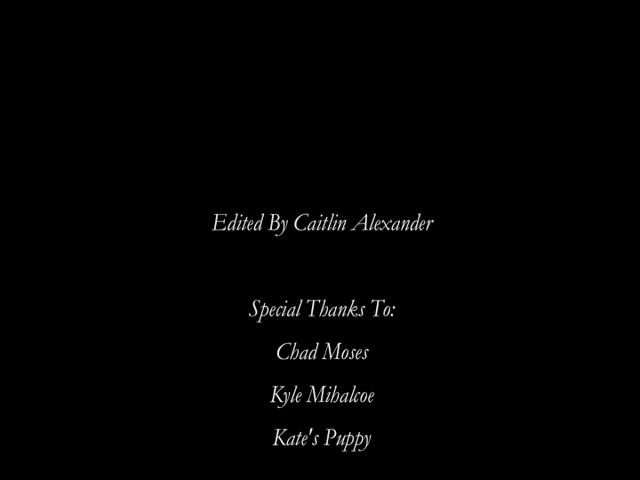 Edited By Caitlin Alexander
Special Thanks To:
Chad Moses
Kyle Mihalcoe
Kate's Puppy